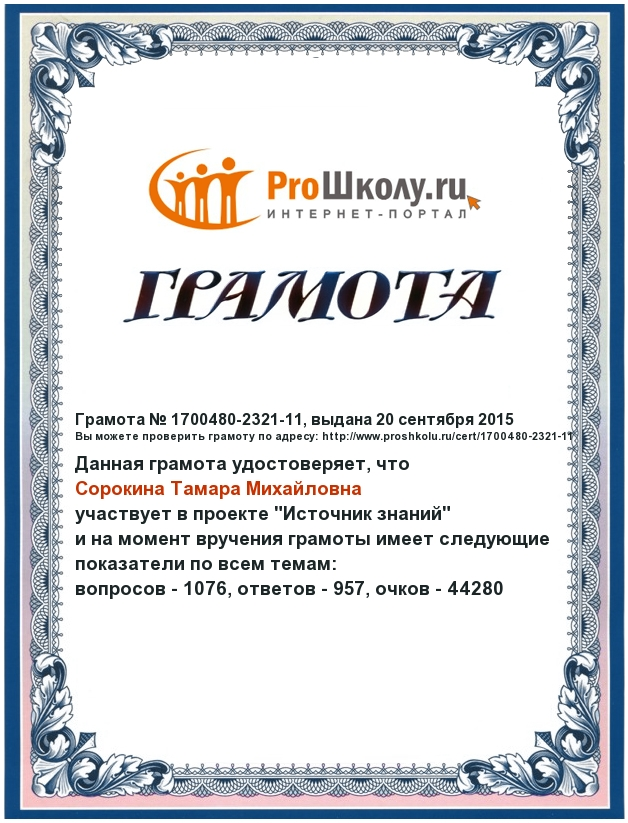 ProШколу.ru
ИНТЕРНЕТ-ПОРТАЛ
ГРАМОТА
Грамота № 1700480-2321-11, выдана 20 сентября 2015
Вы можете проверить грамоту по адресу: http://www.proshkolu.ru/cert/1700480-2321-11
Данная грамота удостоверяет, что
Сорокина Тамара Михайловна
участвует в проекте "Источник знаний"
и на момент вручения грамоты имеет следующие
показатели по всем темам:
вопросов - 1076, ответов - 957, очков - 44280